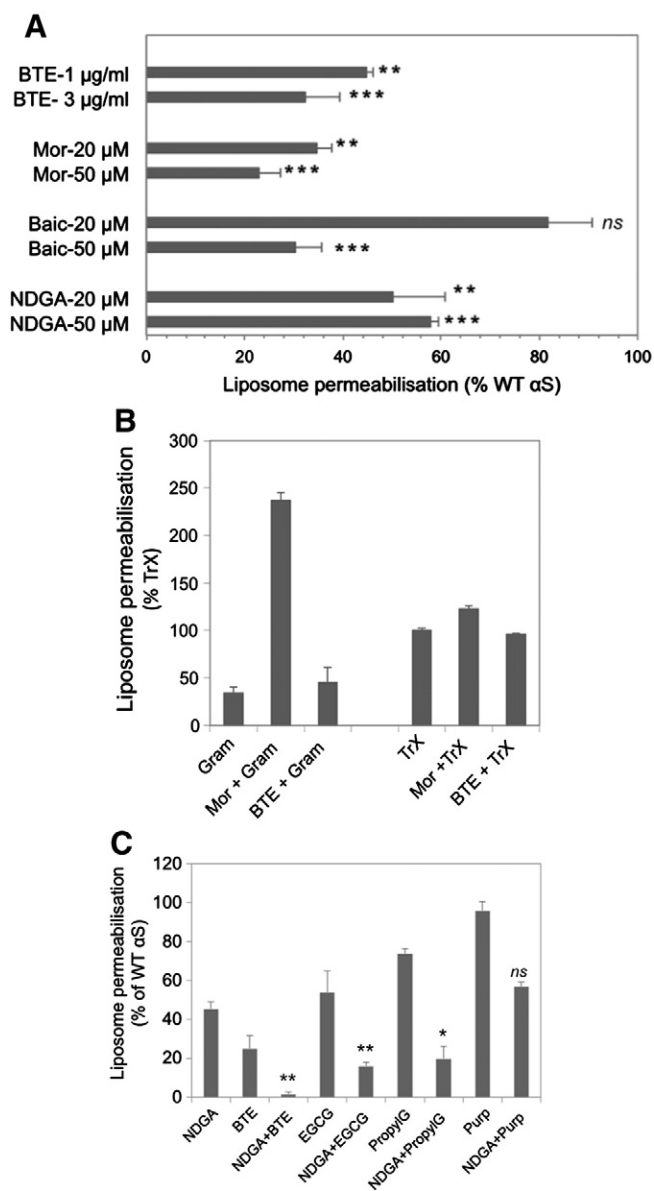 A
BTE-1 µg/ml **
BTE- 3 µg/ml ***
Mor-20 µM **
Mor-50 µM ***
Baic-20 µM ns
Baic-50 µM ***
NDGA-20 µM **
NDGA-50 µM ***
0 20 40 60 80 100
Liposome permeabilisation (% WT αS)
B
Liposome permeabilisation
(% TrX)
300
250
200
150
100
50
0
Gram
Mor + Gram
BTE + Gram
TrX
Mor +TrX
BTE + TrX
C
Liposome permeabilisation
(% of WT αS)
120
100
80
60
40
20
0
**
**
*
ns
NDGA
BTE
NDGA+BTE
EGCG
NDGA+EGCG
PropylG
NDGA+PropylG
Purp
NDGA+Purp